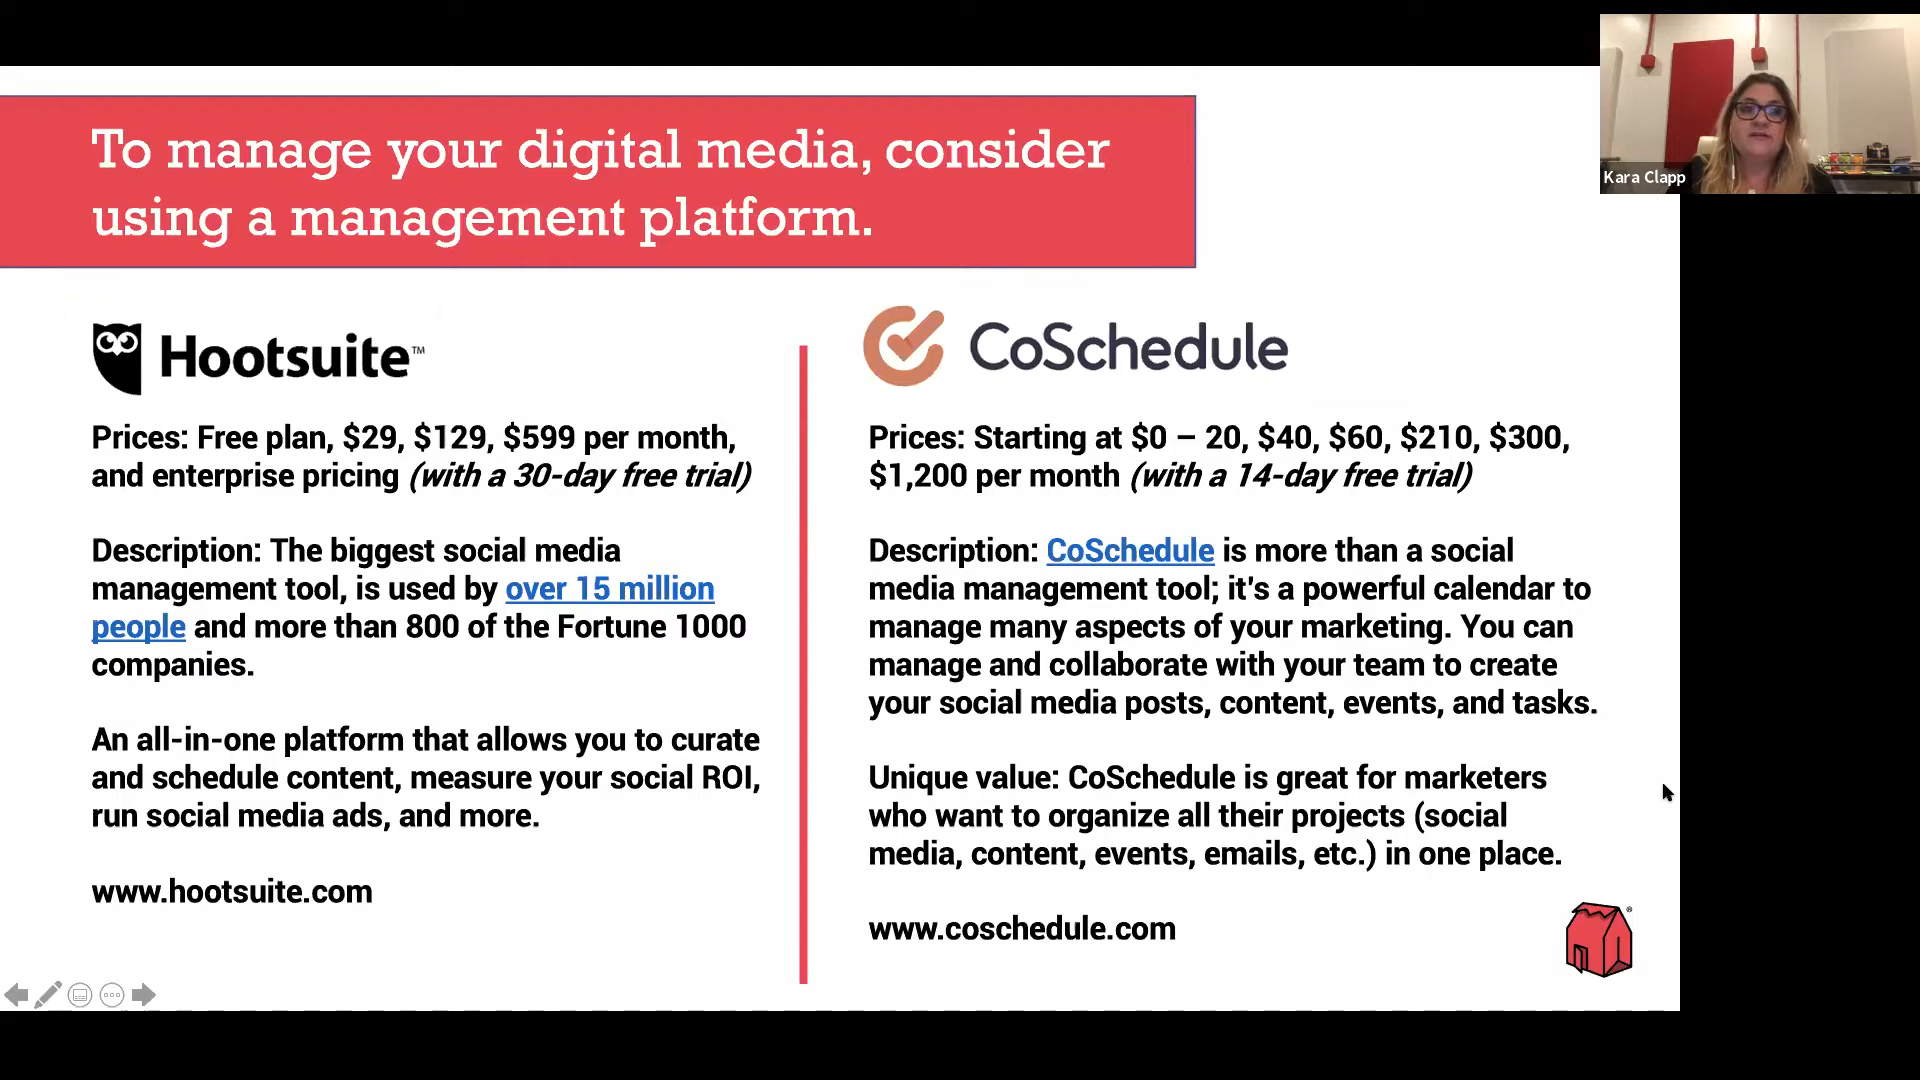 To manage your digital media, consider
using a management platform.
Kara Clapp
Hootsuite™
Prices: Free plan, $29, $129, $599 per month,
and enterprise pricing (with a 30-day free trial)
Description: The biggest social media
management tool, is used by over 15 million
people and more than 800 of the Fortune 1000
companies.
An all-in-one platform that allows you to curate
and schedule content, measure your social ROI,
run social media ads, and more.
www.hootsuite.com
CoSchedule
Prices: Starting at $0 – 20, $40, $60, $210, $300,
$1,200 per month (with a 14-day free trial)
Description: CoSchedule is more than a social
media management tool; it's a powerful calendar to
manage many aspects of your marketing. You can
manage and collaborate with your team to create
your social media posts, content, events, and tasks.
Unique value: CoSchedule is great for marketers
who want to organize all their projects (social
media, content, events, emails, etc.) in one place.
www.coschedule.com
®